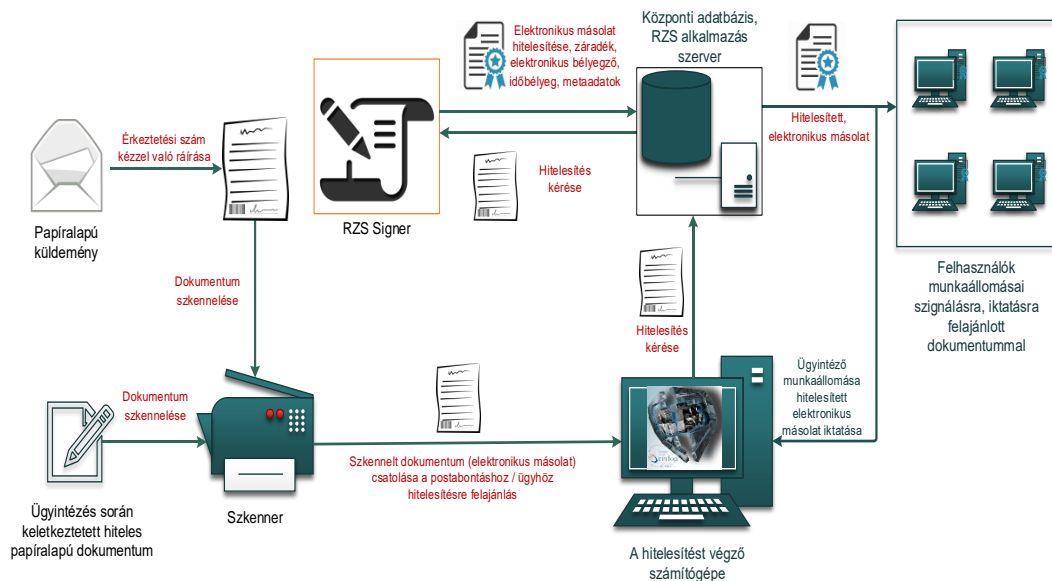 Elektronikus másolat
hitelesítése, záradék,
elektronikus bélyegző,
időbélyeg, metaadatok
Központi adatbázis,
RZS alkalmazás
szerver
Hitelesített,
elektronikus másolat
Érkeztetési szám
kézzel való ráírása
Hitelesítés
kérése
Papíralapú
küldemény
RZS Signer
Dokumentum
szkennelése
Felhasználók
munkaállomásai
szignálásra, iktatásra
felajánlott
dokumentummal
Hitelesítés
kérése
Ügyintéző
munkaállomása
hitelesített
elektronikus
másolat iktatása
Dokumentum
szkennelése
Szkennelt dokumentum (elektronikus másolat)
csatolása a postabontáshoz / ügyhöz
hitelesítésre felajánlás
Ügyintézés során
keletkeztetett hiteles
papíralapú dokumentum
Szkenner
A hitelesítést végző
számítógépe